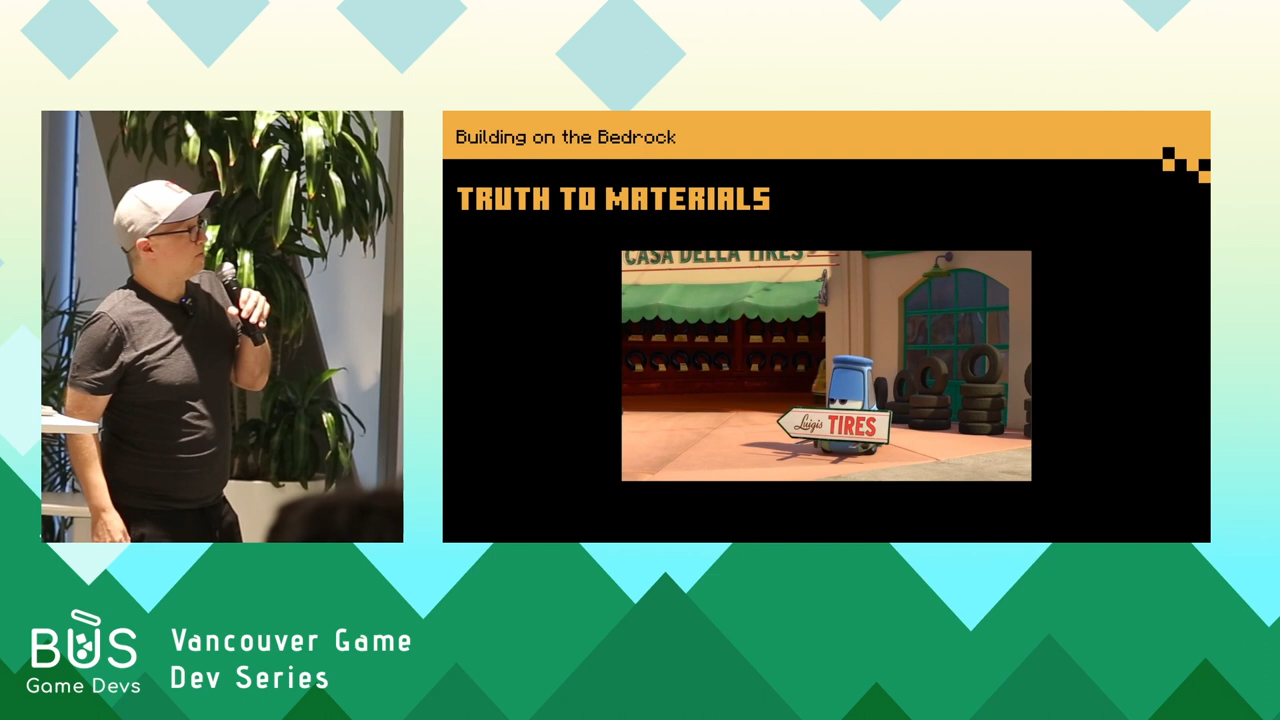 Building on the Bedrock
TRUTH TO MATERIALS
CASA DELLA TIRES
Luigi's TIRES
BUS
Game Devs
Vancouver Game
Dev Series